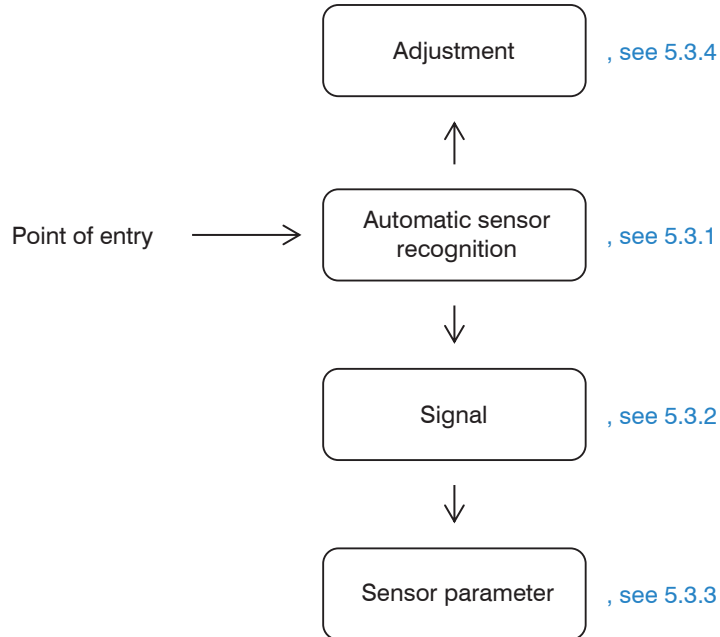 Adjustment , see 5.3.4
Point of entry
Automatic sensor
recognition
, see 5.3.1
Signal , see 5.3.2
Sensor parameter , see 5.3.3